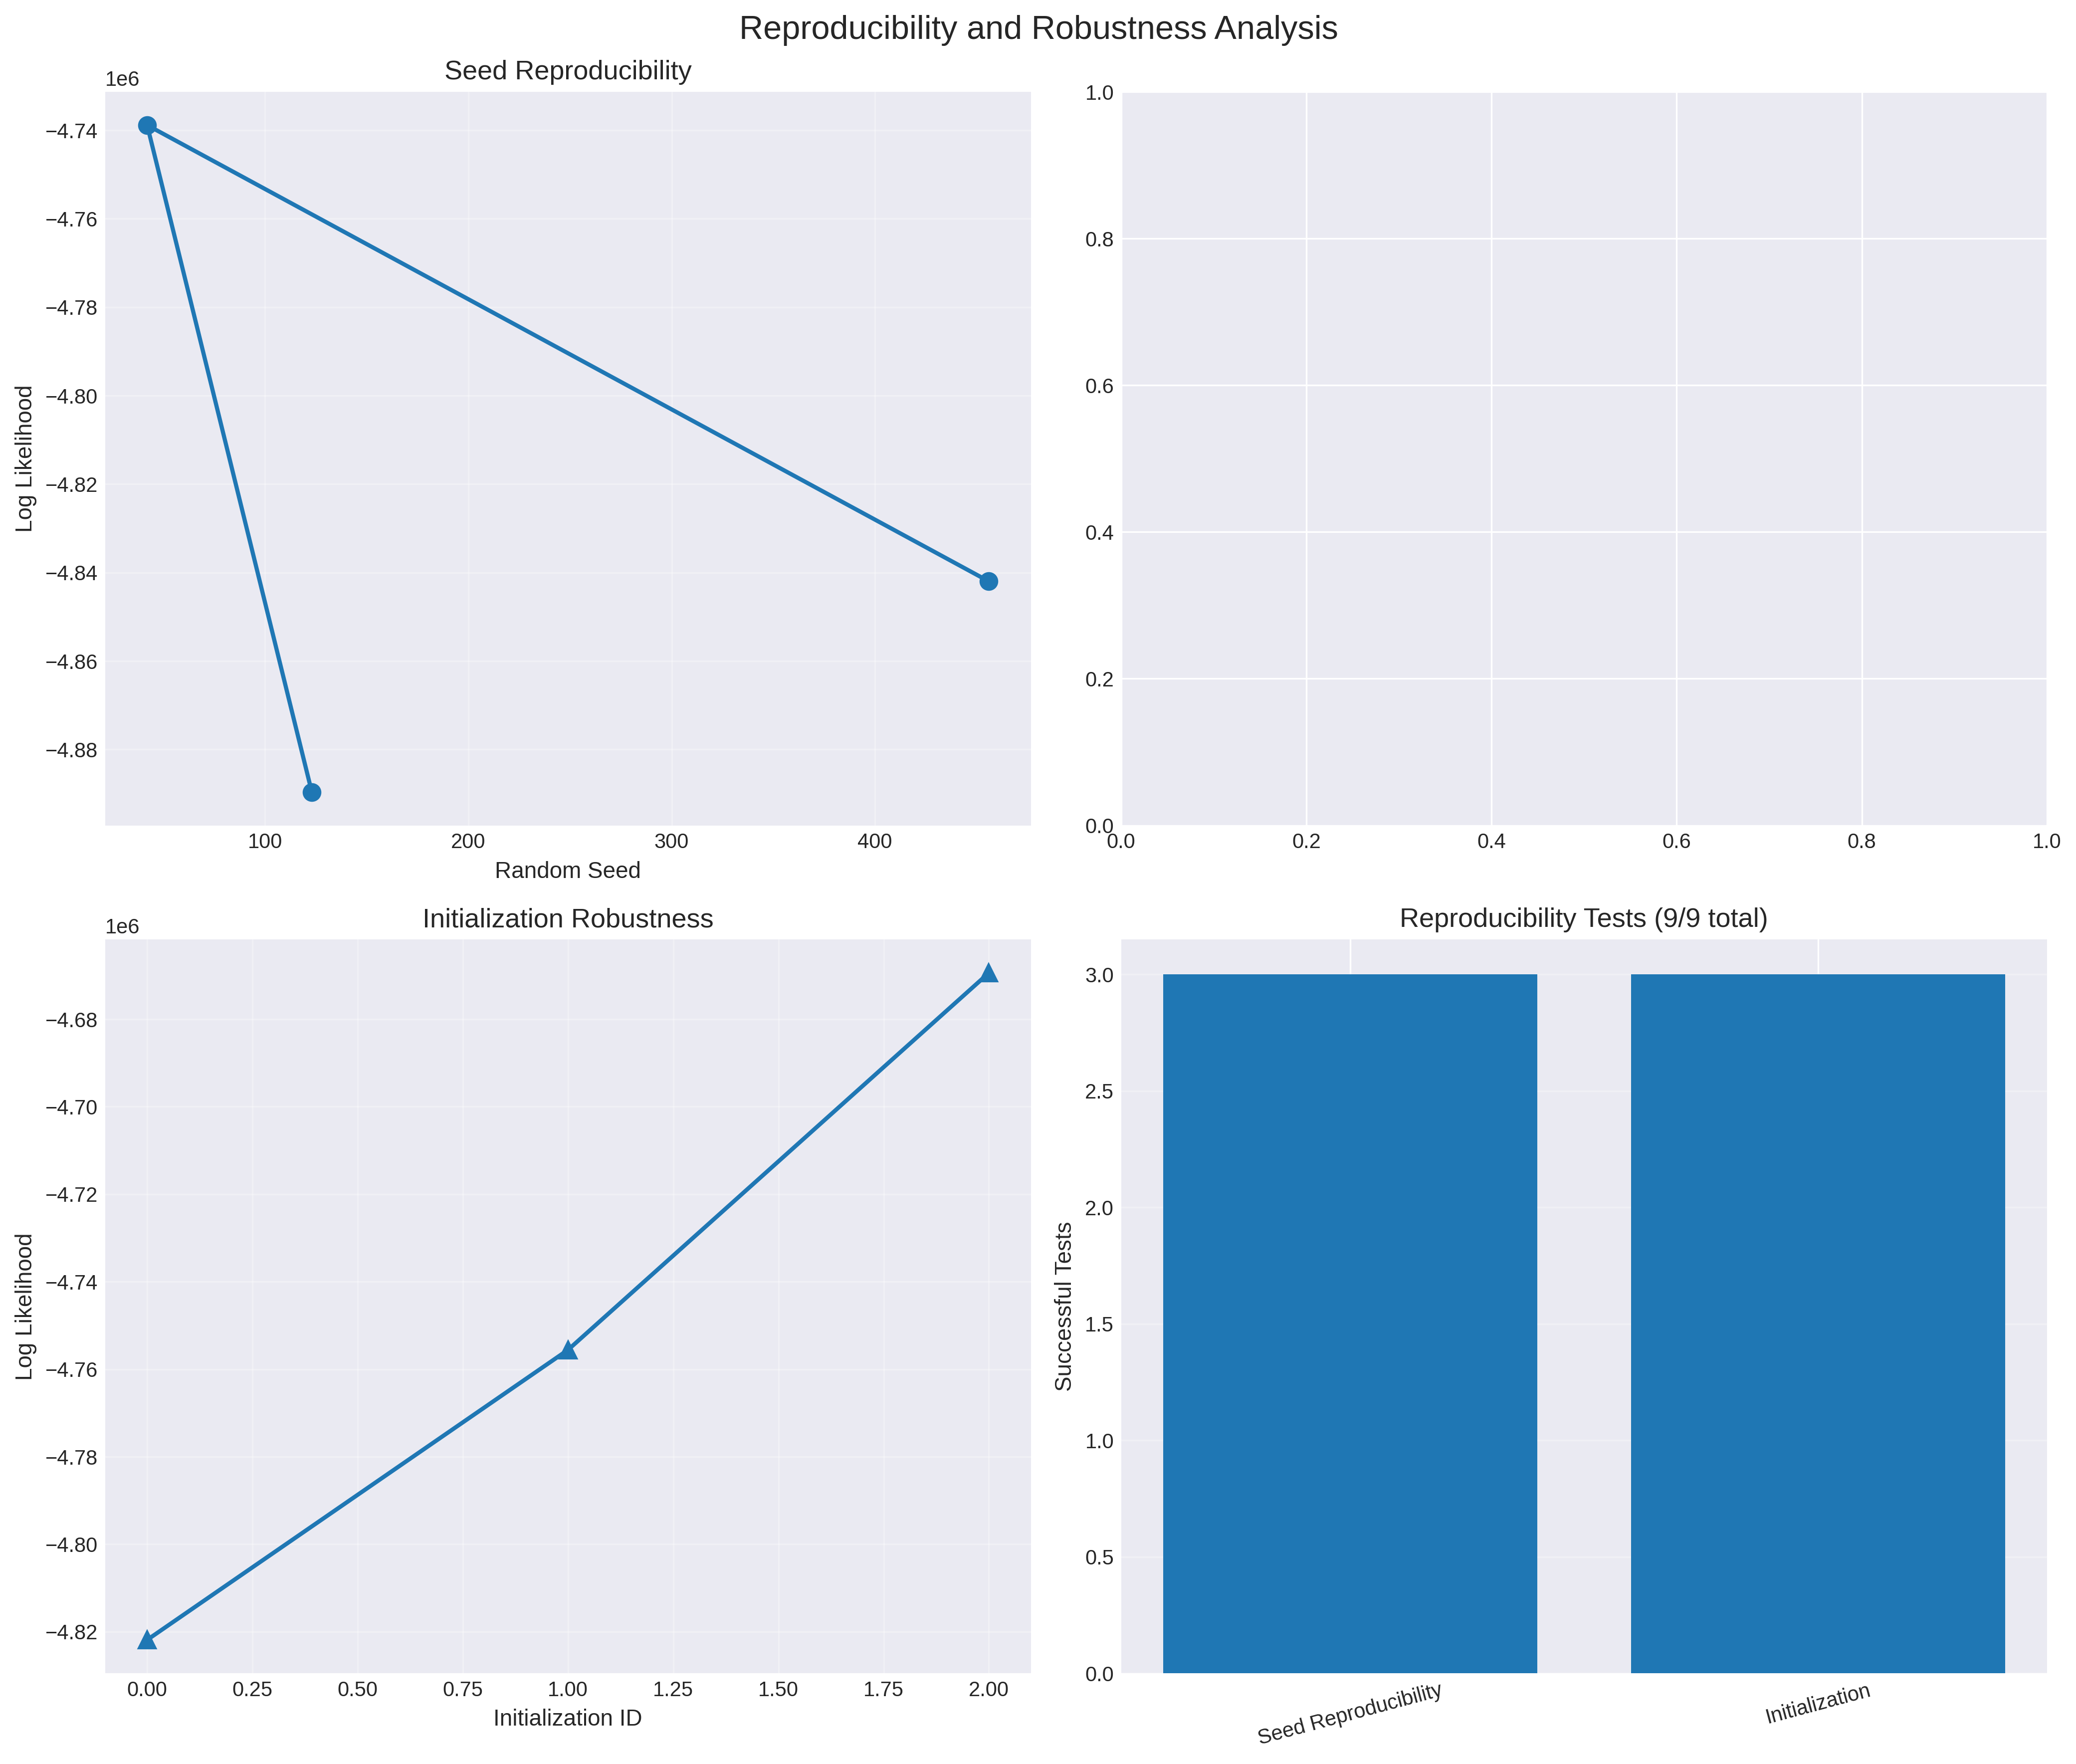 Reproducibility and Robustness Analysis
Seed Reproducibility
1e6
−4.74
−4.76
−4.78
−4.80
−4.82
−4.84
−4.86
−4.88
Log Likelihood
100 200 300 400
Random Seed
1.0
0.8
0.6
0.4
0.2
0.0
0.0 0.2 0.4 0.6 0.8 1.0
Initialization Robustness
1e6
−4.68
−4.70
−4.72
−4.74
−4.76
−4.78
−4.80
−4.82
Log Likelihood
0.00 0.25 0.50 0.75 1.00 1.25 1.50 1.75 2.00
Initialization ID
Reproducibility Tests (9/9 total)
3.0
2.5
2.0
1.5
1.0
0.5
0.0
Successful Tests
Seed Reproducibility
Initialization